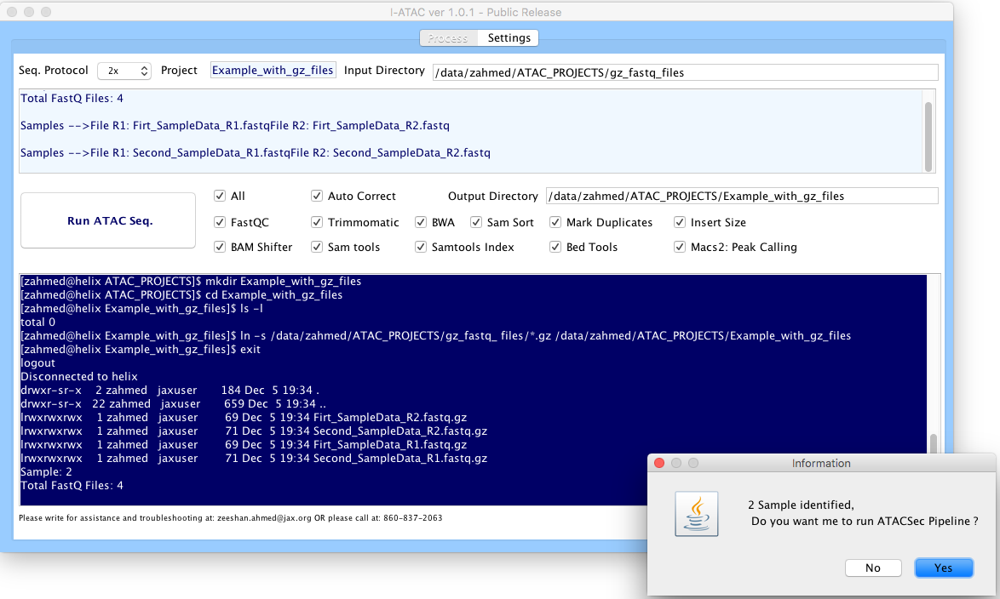 I-ATAC ver 1.0.1 - Public Release
Process Settings
Seq. Protocol 2x Project Example_with_gz_files Input Directory /data/zahmed/ATAC_PROJECTS/gz_fastq_files
Total FastQ Files: 4
Samples -->File R1: Firt_SampleData_R1.fastqFile R2: Firt_SampleData_R2.fastq
Samples -->File R1: Second_SampleData_R1.fastqFile R2: Second_SampleData_R2.fastq
Run ATAC Seq.
All Auto Correct Output Directory /data/zahmed/ATAC_PROJECTS/Example_with_gz_files
FastQC Trimmomatic BWA Sam Sort Mark Duplicates Insert Size
BAM Shifter Sam tools Samtools Index Bed Tools Macs2: Peak Calling
[zahmed@helix ATAC_PROJECTS]$ mkdir Example_with_gz_files
[zahmed@helix ATAC_PROJECTS]$ cd Example_with_gz_files
[zahmed@helix Example_with_gz_files]$ ls -l
total 0
[zahmed@helix Example_with_gz_files]$ ln -s /data/zahmed/ATAC_PROJECTS/gz_fastq_ files/*.gz /data/zahmed/ATAC_PROJECTS/Example_with_gz_files
[zahmed@helix Example_with_gz_files]$ exit
logout
Disconnected to helix
drwxr-sr-x 2 zahmed jaxuser 184 Dec 5 19:34 .
drwxr-sr-x 22 zahmed jaxuser 659 Dec 5 19:34 ..
lrwxrwxrwx 1 zahmed jaxuser 69 Dec 5 19:34 Firt_SampleData_R2.fastq.gz
lrwxrwxrwx 1 zahmed jaxuser 71 Dec 5 19:34 Second_SampleData_R2.fastq.gz
lrwxrwxrwx 1 zahmed jaxuser 69 Dec 5 19:34 Firt_SampleData_R1.fastq.gz
lrwxrwxrwx 1 zahmed jaxuser 71 Dec 5 19:34 Second_SampleData_R1.fastq.gz
Sample: 2
Total FastQ Files: 4
Please write for assistance and troubleshooting at: zeeshan.ahmed@jax.org OR please call at: 860-837-2063
Information
2 Sample identified,
Do you want me to run ATACSec Pipeline ?
No Yes